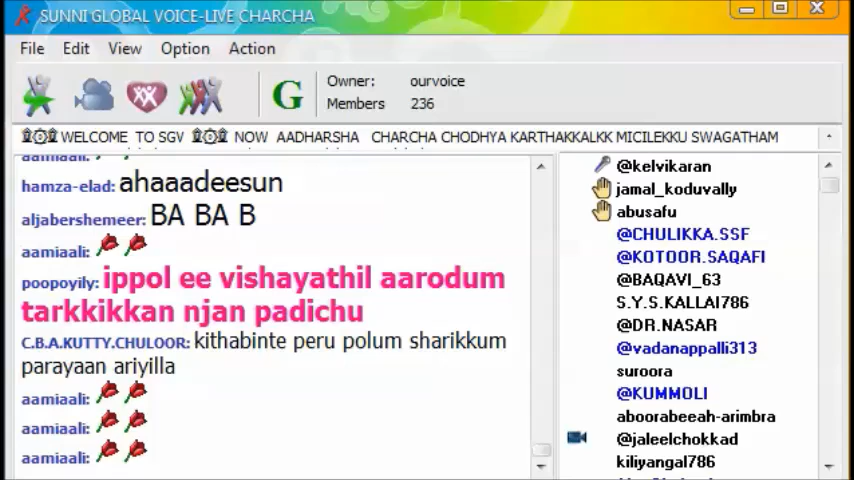 SUNNI GLOBAL VOICE-LIVE CHARCHA
File Edit View Option Action
G
Owner: ourvoice
Members 236
WELCOME TO SGV NOW AADHARSHA CHARCHA CHODHYA KARTHAKKALKK MICILEKKU SWAGATHAM
aamiaali:
hamza-elad: ahaaadeesun
aljabershemeer: BA BA B
aamiaali:
poopoyily: ippol ee vishayathil aarodum
tarkkikkan njan padichu
C.B.A.KUTTY.CHULOOR: kithabinte peru polum sharikkum
parayaan ariyilla
aamiaali:
aamiaali:
aamiaali:
@kelvikaran
jamal_koduvally
abusafu
@CHULIKKA.SSF
@KOTOOR.SAQAFI
@BAQAVI_63
S.Y.S.KALLAI786
@DR.NASAR
@vadanappalli313
suroora
@KUMMOLI
aboorabeeah-arimbra
@jaleelchokkad
kiliyangal786